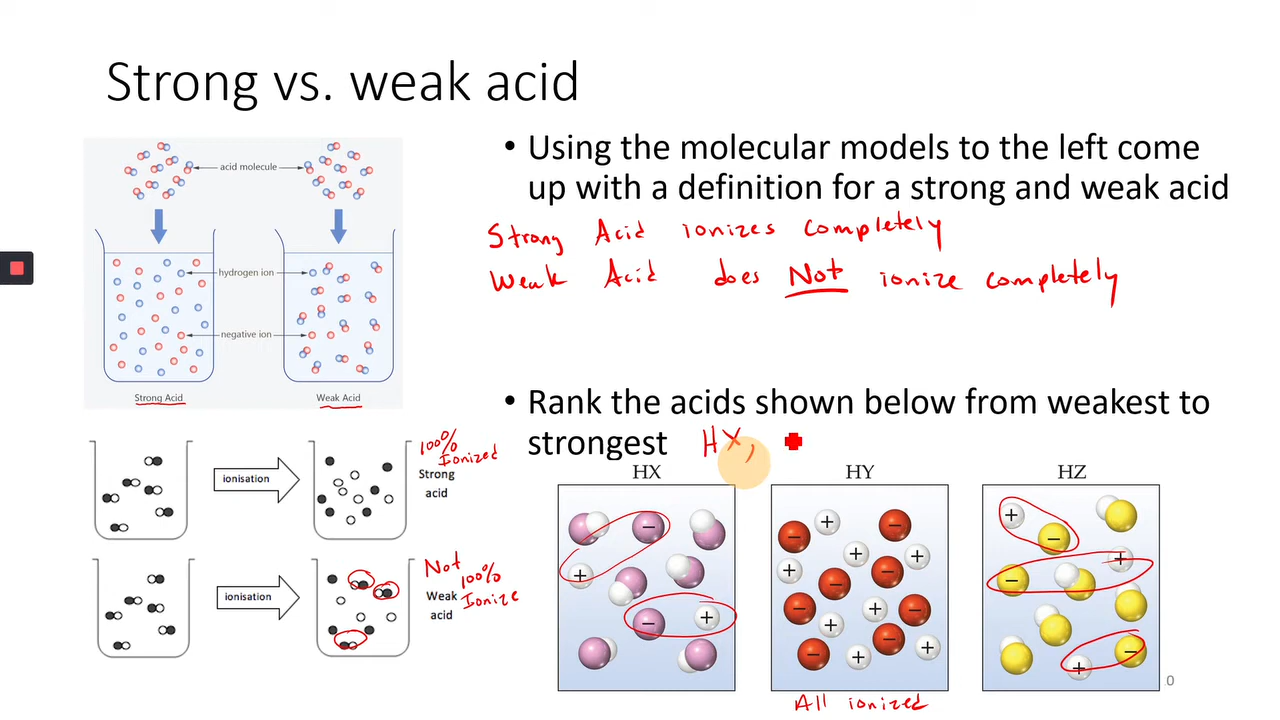 Strong vs. weak acid
acid molecule
hydrogen ion
negative ion
Strong Acid
Weak Acid
ionisation
100%
Ionized
Strong
acid
ionisation
Not
100%
Weak Ionize
acid
• Using the molecular models to the left come
up with a definition for a strong and weak acid
Strong Acid ionizes completely
Weak Acid does Not ionize completely
• Rank the acids shown below from weakest to
strongest HX,
HX
HY
HZ
− + − +
+ − + − + + − − − + − + − + − + − +
+ − − + + −
All ionized
.0